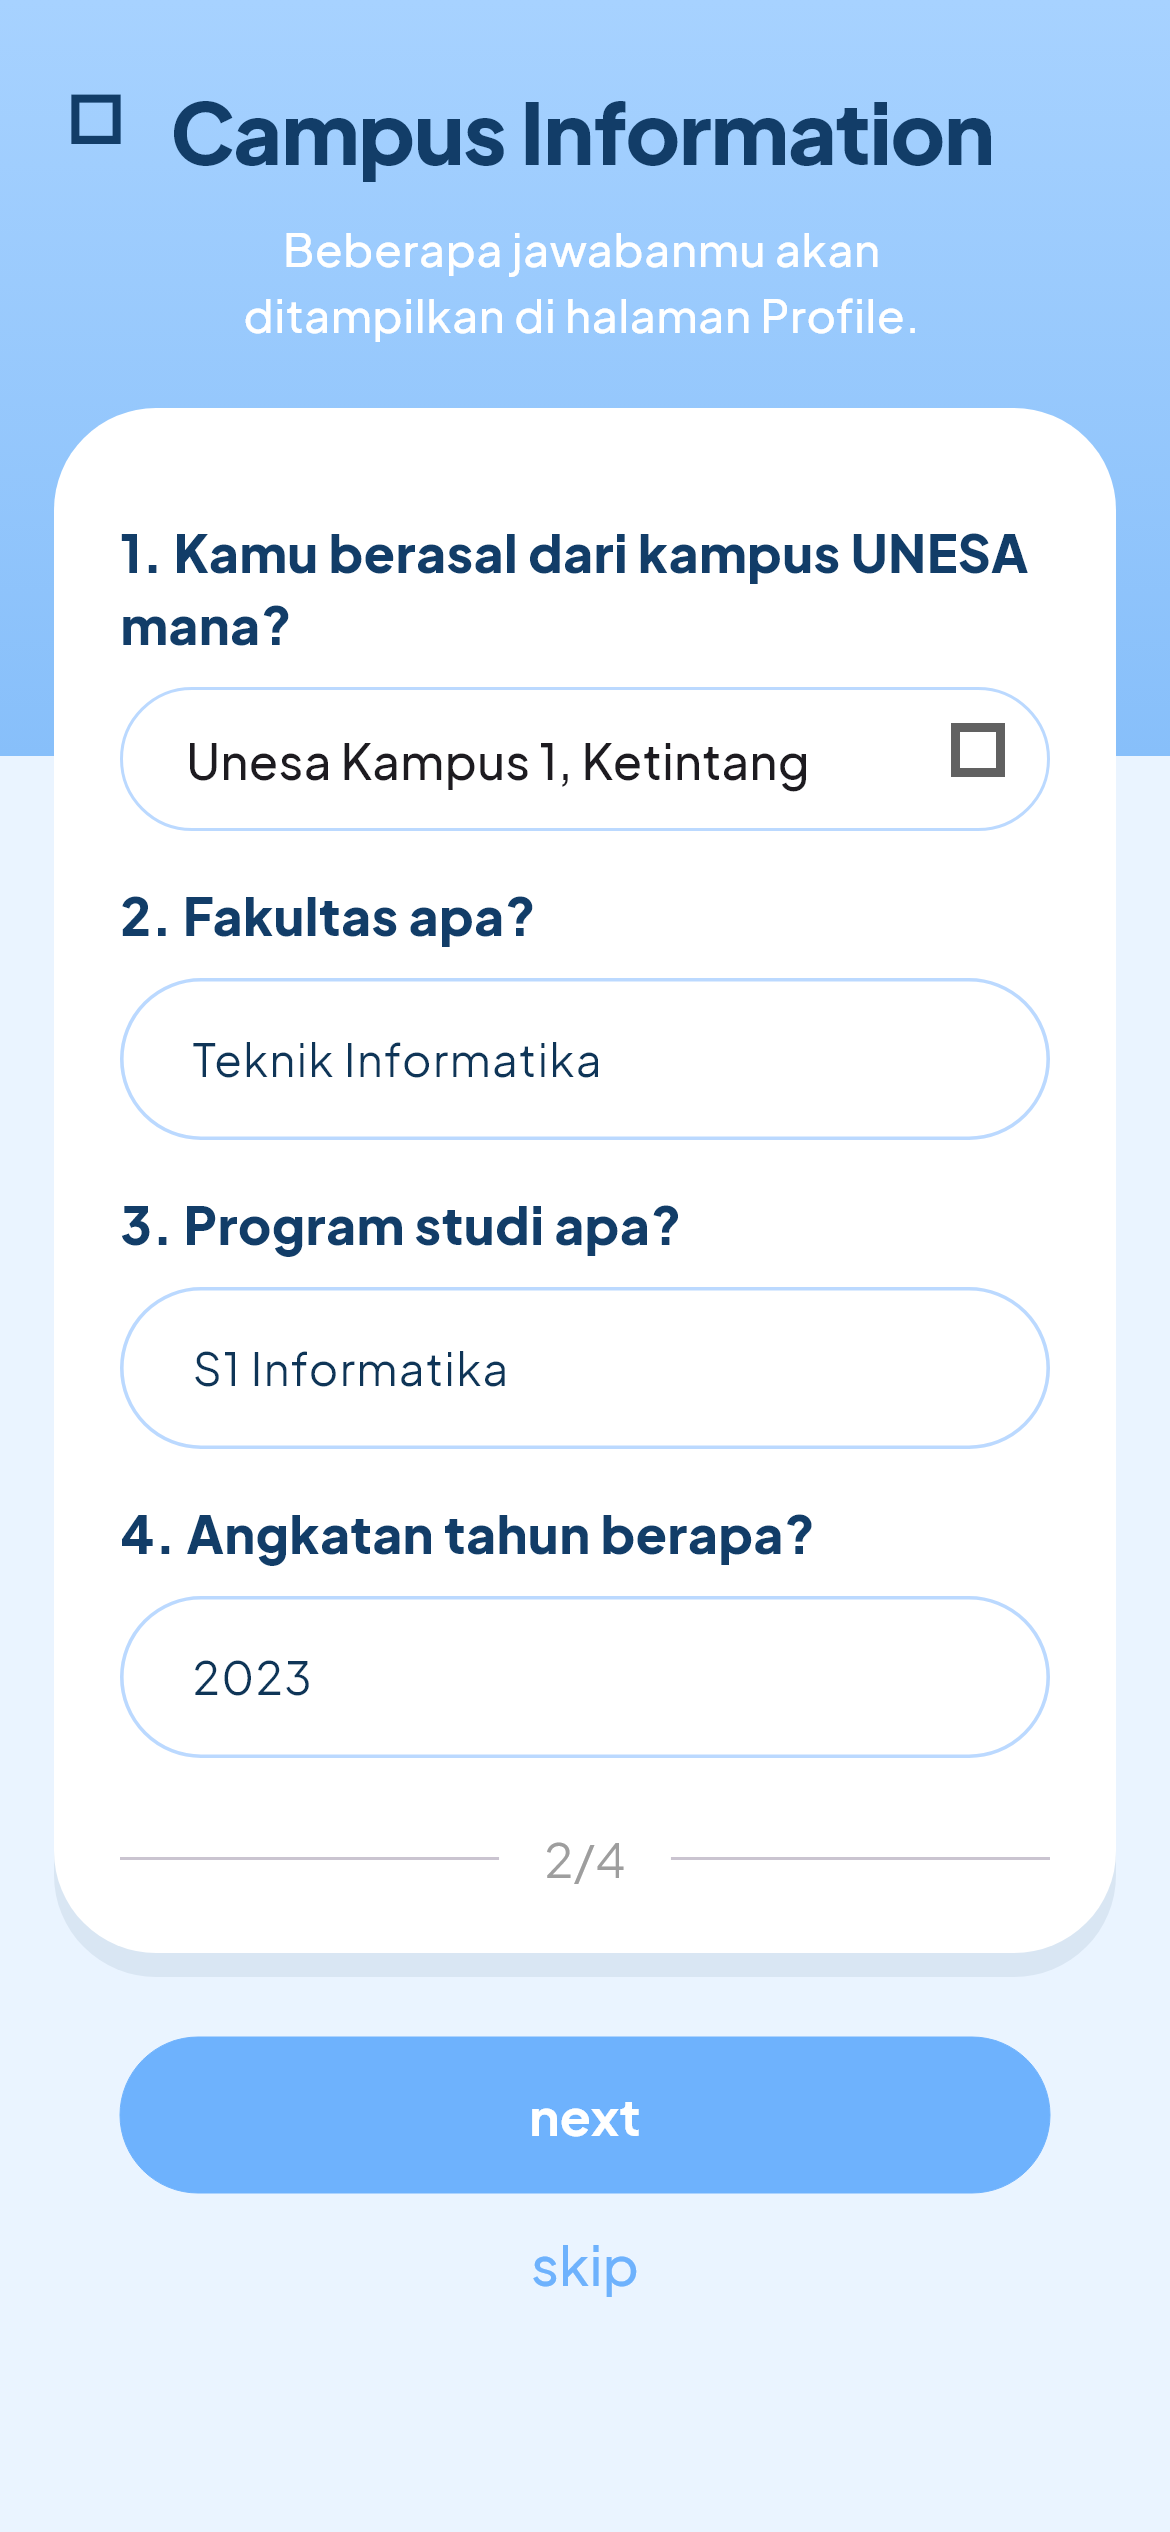 Campus Information
Beberapa jawabanmu akan
ditampilkan di halaman Profile.
1. Kamu berasal dari kampus UNESA
mana?
Unesa Kampus 1, Ketintang
2. Fakultas apa?
Teknik Informatika
3. Program studi apa?
S1 Informatika
4. Angkatan tahun berapa?
2023
2/4
next
skip